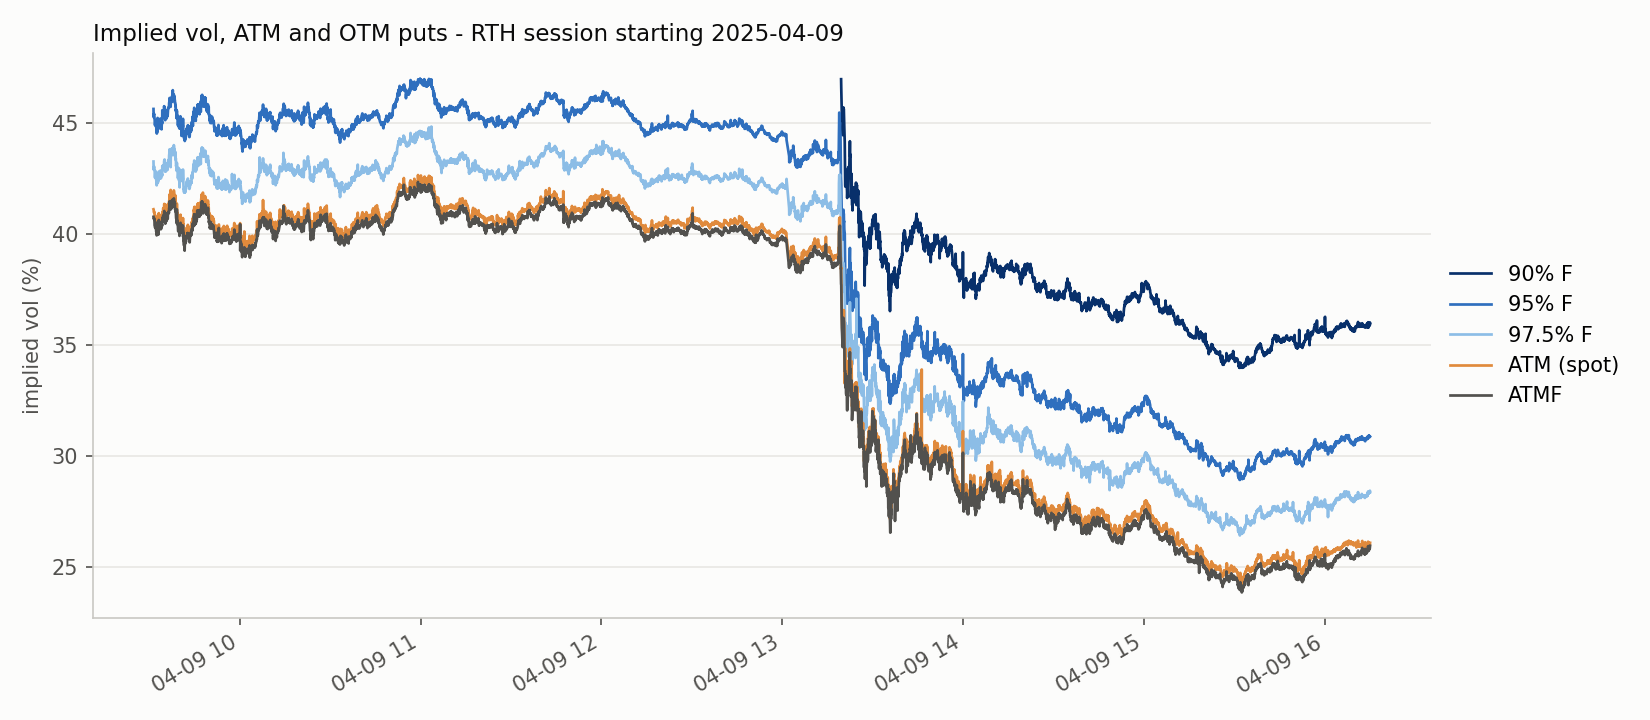 Implied vol, ATM and OTM puts - RTH session starting 2025-04-09
implied vol (%)
45
40
35
30
25
04-09 10
04-09 11
04-09 12
04-09 13
04-09 14
04-09 15
04-09 16
90% F
95% F
97.5% F
ATM (spot)
ATMF